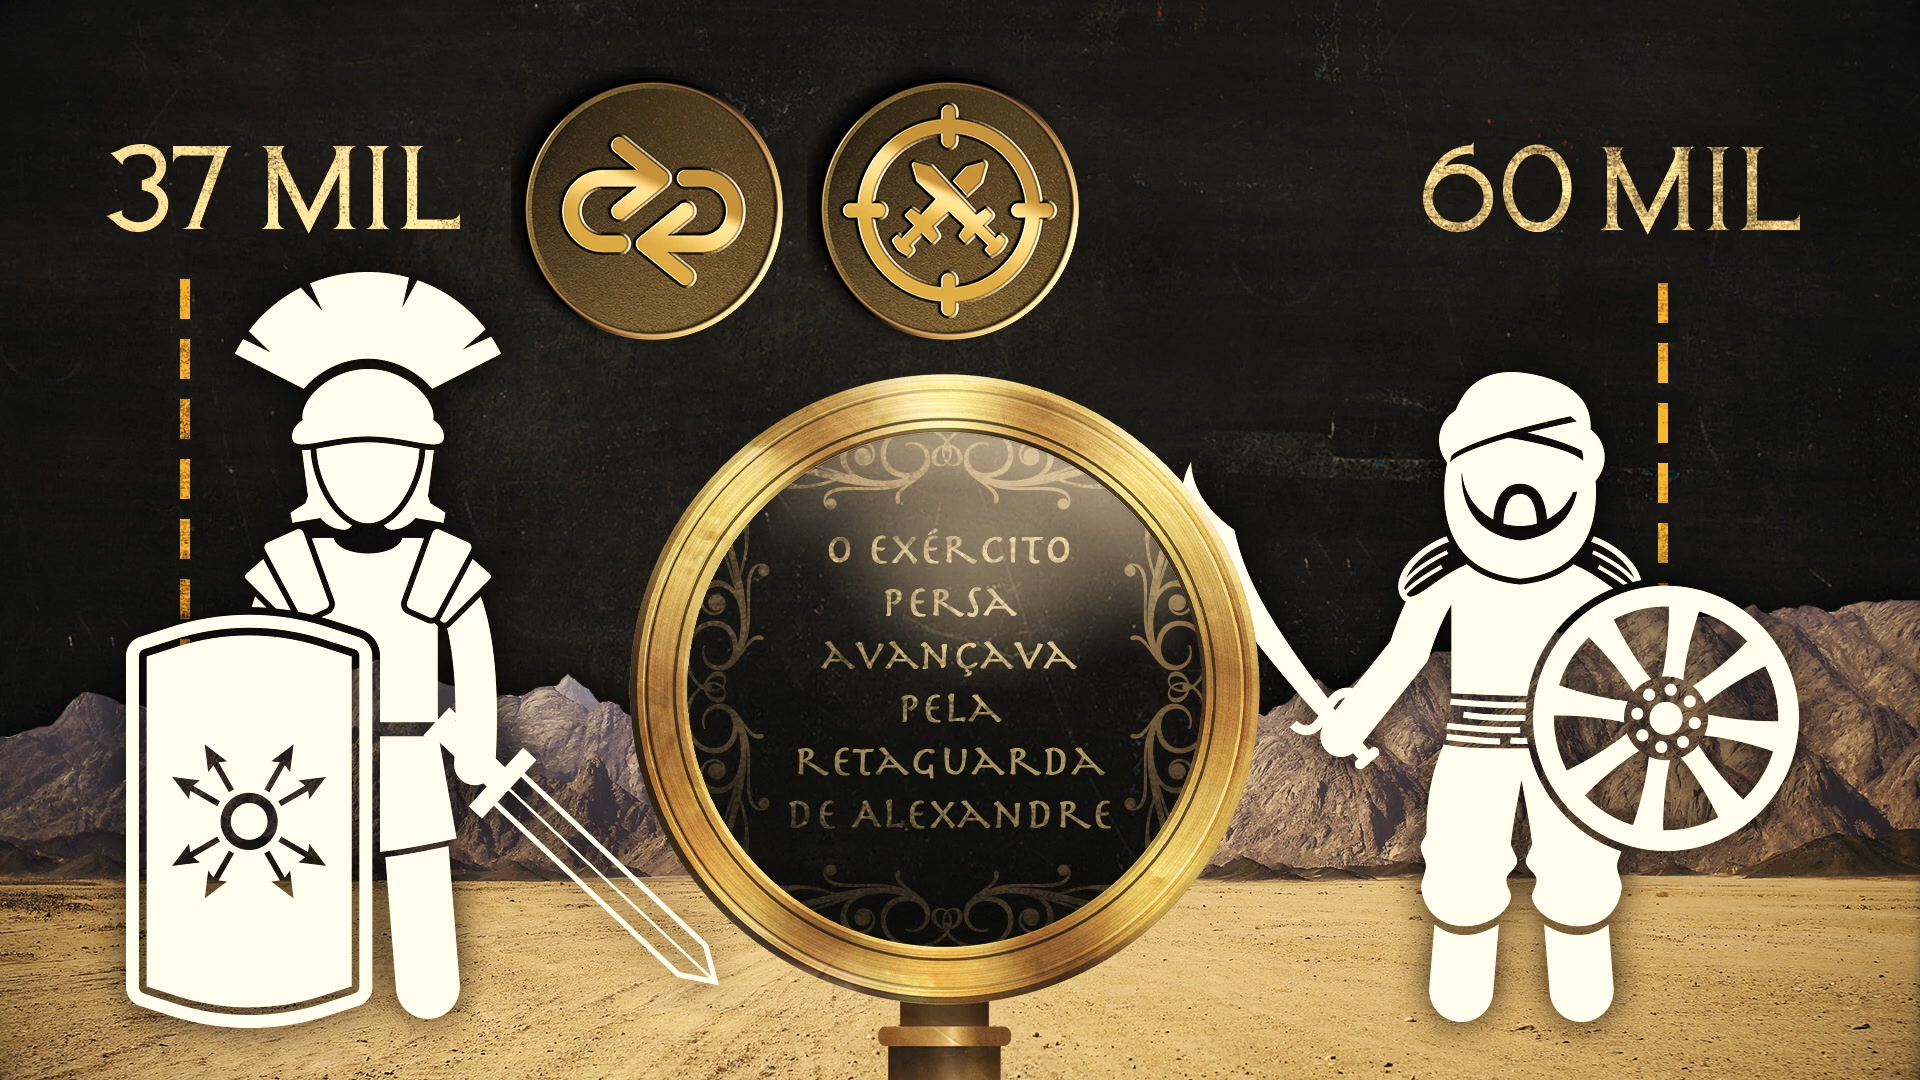 37 MIL
60 MIL
O EXÉRCITO
PERSA
AVANÇAVA
PELA
RETAGUARDA
DE ALEXANDRE